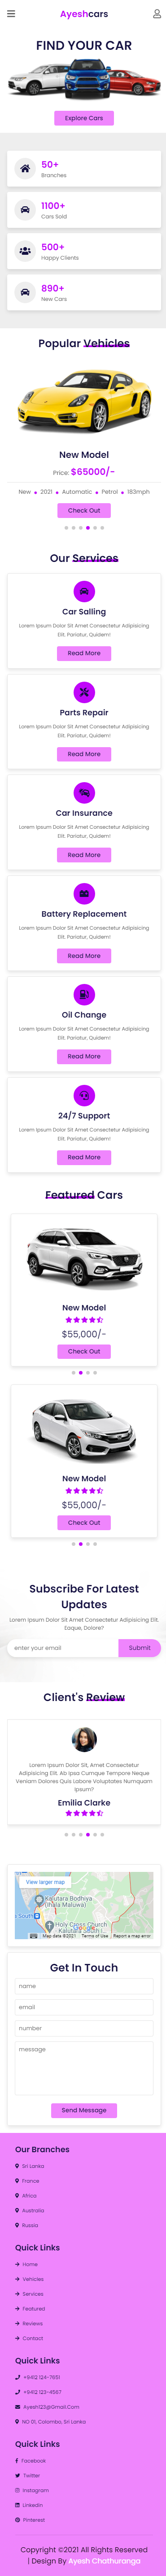 Ayeshcars
FIND YOUR CAR
Explore Cars
50+
Branches
1100+
Cars Sold
500+
Happy Clients
890+
New Cars
Popular Vehicles
New Model
Price: $65000/-
New 2021 Automatic Petrol 183mph
Check Out
Our Services
Car Salling
Lorem Ipsum Dolor Sit Amet Consectetur Adipisicing
Elit. Pariatur, Quidem!
Read More
Parts Repair
Lorem Ipsum Dolor Sit Amet Consectetur Adipisicing
Elit. Pariatur, Quidem!
Read More
Car Insurance
Lorem Ipsum Dolor Sit Amet Consectetur Adipisicing
Elit. Pariatur, Quidem!
Read More
Battery Replacement
Lorem Ipsum Dolor Sit Amet Consectetur Adipisicing
Elit. Pariatur, Quidem!
Read More
Oil Change
Lorem Ipsum Dolor Sit Amet Consectetur Adipisicing
Elit. Pariatur, Quidem!
Read More
24/7 Support
Lorem Ipsum Dolor Sit Amet Consectetur Adipisicing
Elit. Pariatur, Quidem!
Read More
Featured Cars
New Model
$55,000/-
Check Out
New Model
$55,000/-
Check Out
Subscribe For Latest
Updates
Lorem Ipsum Dolor Sit Amet Consectetur Adipisicing Elit.
Eaque, Dolore?
enter your email
Submit
Client's Review
Lorem Ipsum Dolor Sit, Amet Consectetur
Adipisicing Elit. Ab Ipsa Cumque Tempore Neque
Veniam Dolores Quis Labore Voluptates Numquam
Ipsum?
Emilia Clarke
View larger map
Kalutara Bodhiya
(Pahala Maluwa)
Holy Cross Church
Kalutara South
Map data ©2021 Terms of Use Report a map error
Get In Touch
name
email
number
message
Send Message
Our Branches
Sri Lanka
France
Africa
Australia
Russia
Quick Links
Home
Vehicles
Services
Featured
Reviews
Contact
Quick Links
+9412 124-7651
+9412 123-4567
Ayesh123@Gmail.Com
NO 01, Colombo, Sri Lanka
Quick Links
Facebook
Twitter
Instagram
Linkedin
Pinterest
Copyright ©2021 All Rights Reserved
| Design By Ayesh Chathuranga